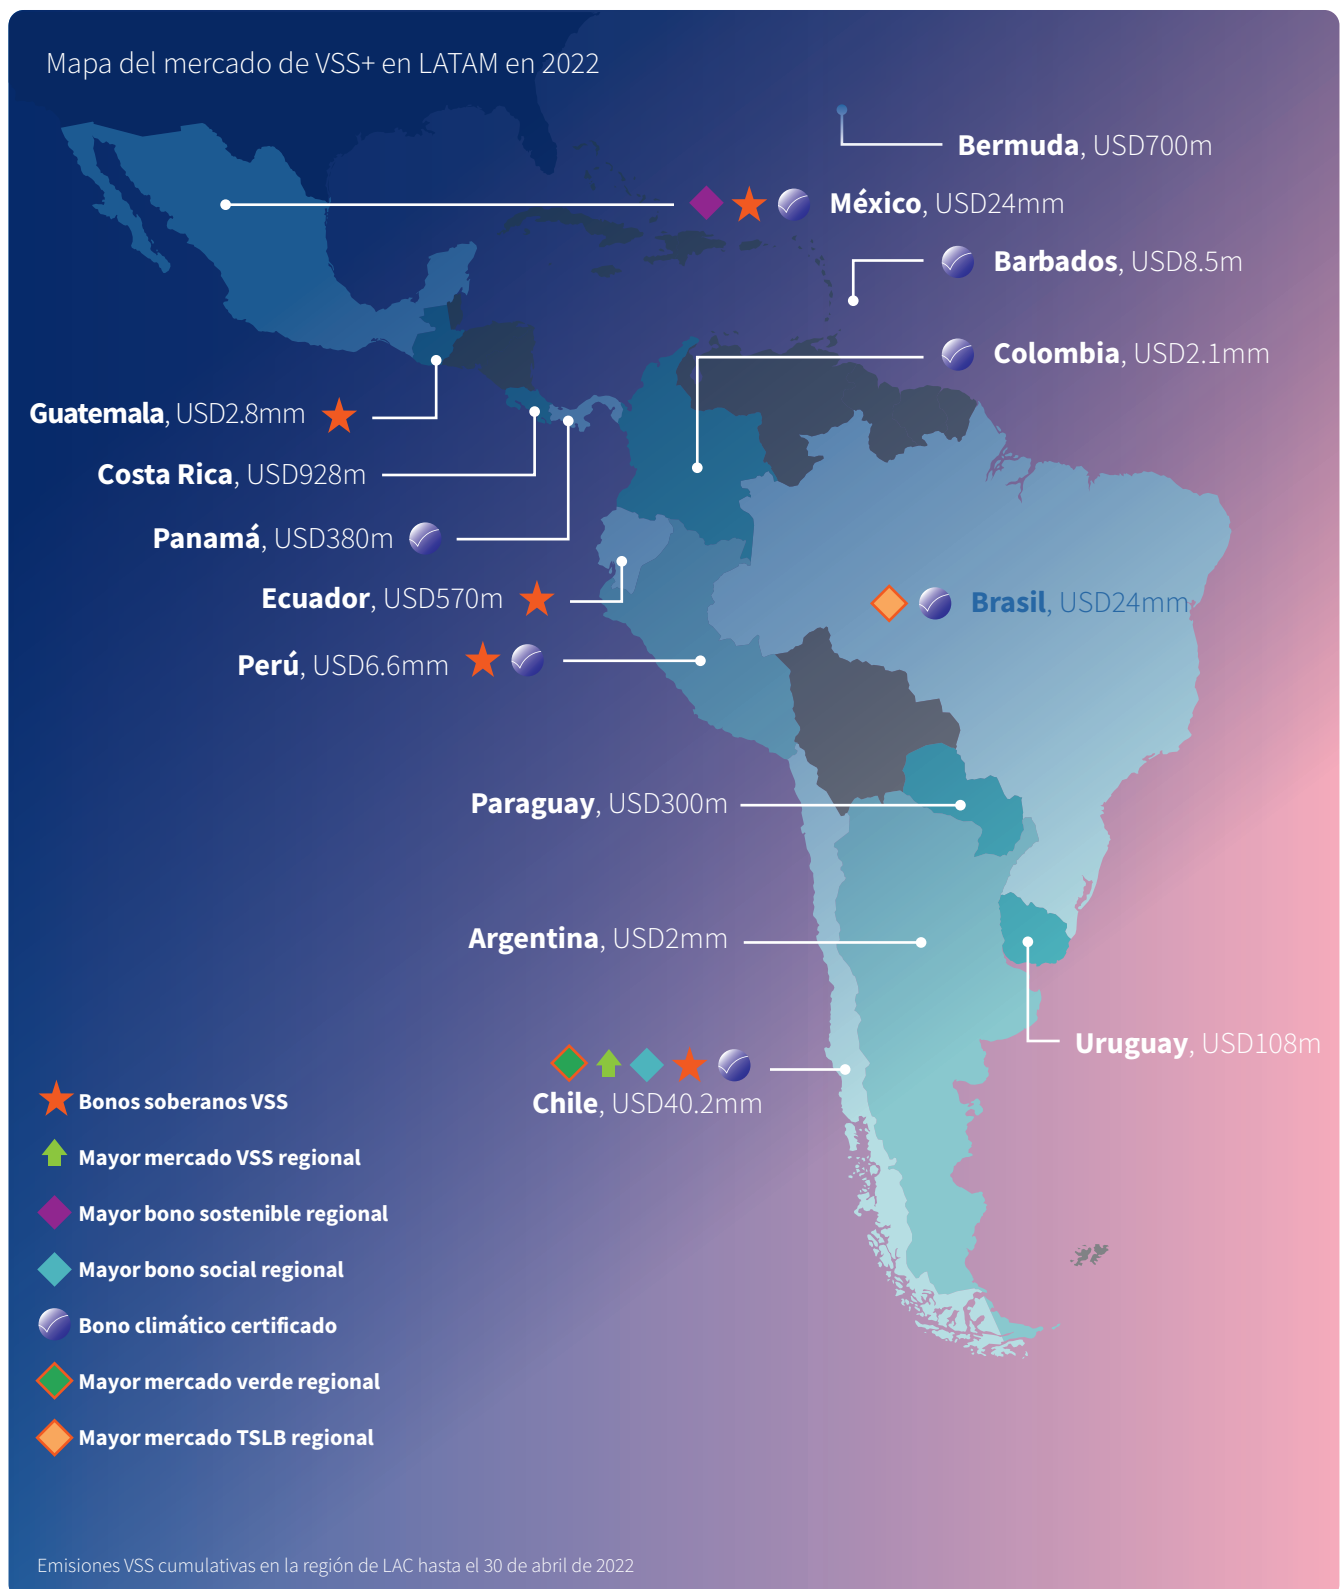 Mapa del mercado de VSS+ en LATAM en 2022
Bermuda, USD700m
México, USD24mm
Barbados, USD8.5m
Colombia, USD2.1mm
Guatemala, USD2.8mm
Costa Rica, USD928m
Panamá, USD380m
Ecuador, USD570m
Brasil, USD24mm
Perú, USD6.6mm
Paraguay, USD300m
Argentina, USD2mm
Uruguay, USD108m
Chile, USD40.2mm
Bonos soberanos VSS
Mayor mercado VSS regional
Mayor bono sostenible regional
Mayor bono social regional
Bono climático certificado
Mayor mercado verde regional
Mayor mercado TSLB regional
Emisiones VSS cumulativas en la región de LAC hasta el 30 de abril de 2022